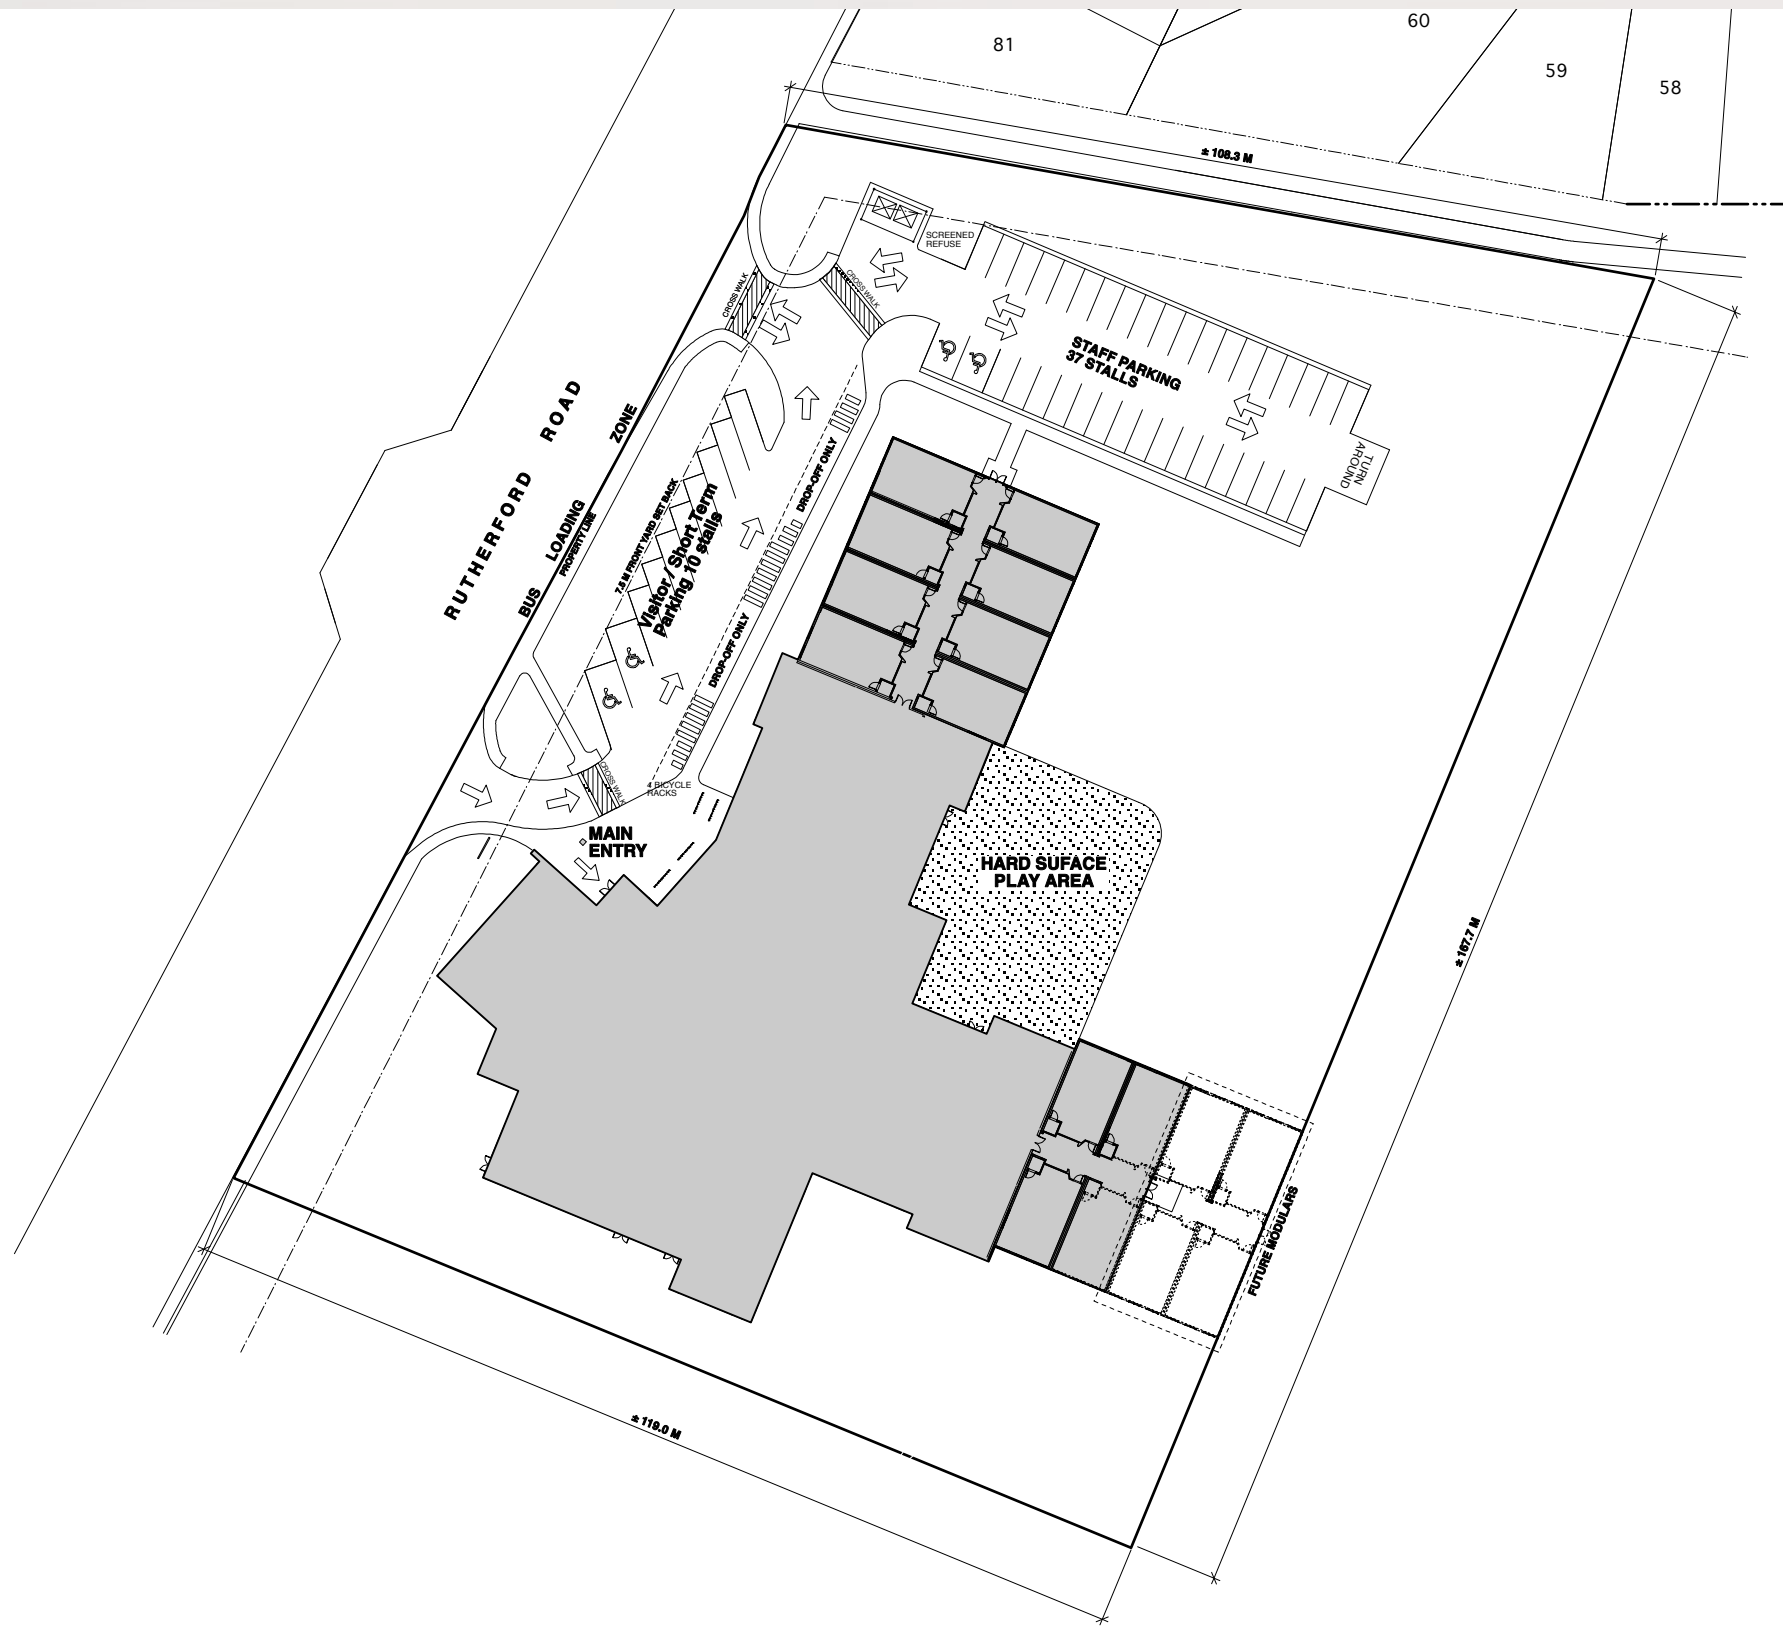 60
81
59
58
± 108.3 M
SCREENED
REFUSE
CROSS WALK
CROSS WALK
STAFF PARKING
37 STALLS
TURN
AROUND
RUTHERFORD ROAD
BUS LOADING ZONE
PROPERTY LINE
7.5 M FRONT YARD SET BACK
Visitor / Short Term
Parking 10 stalls
DROP-OFF ONLY
DROP-OFF ONLY
CROSS WALK
4 BICYCLE
RACKS
MAIN
ENTRY
HARD SUFACE
PLAY AREA
± 167.7 M
FUTURE MODULARS
± 119.0 M